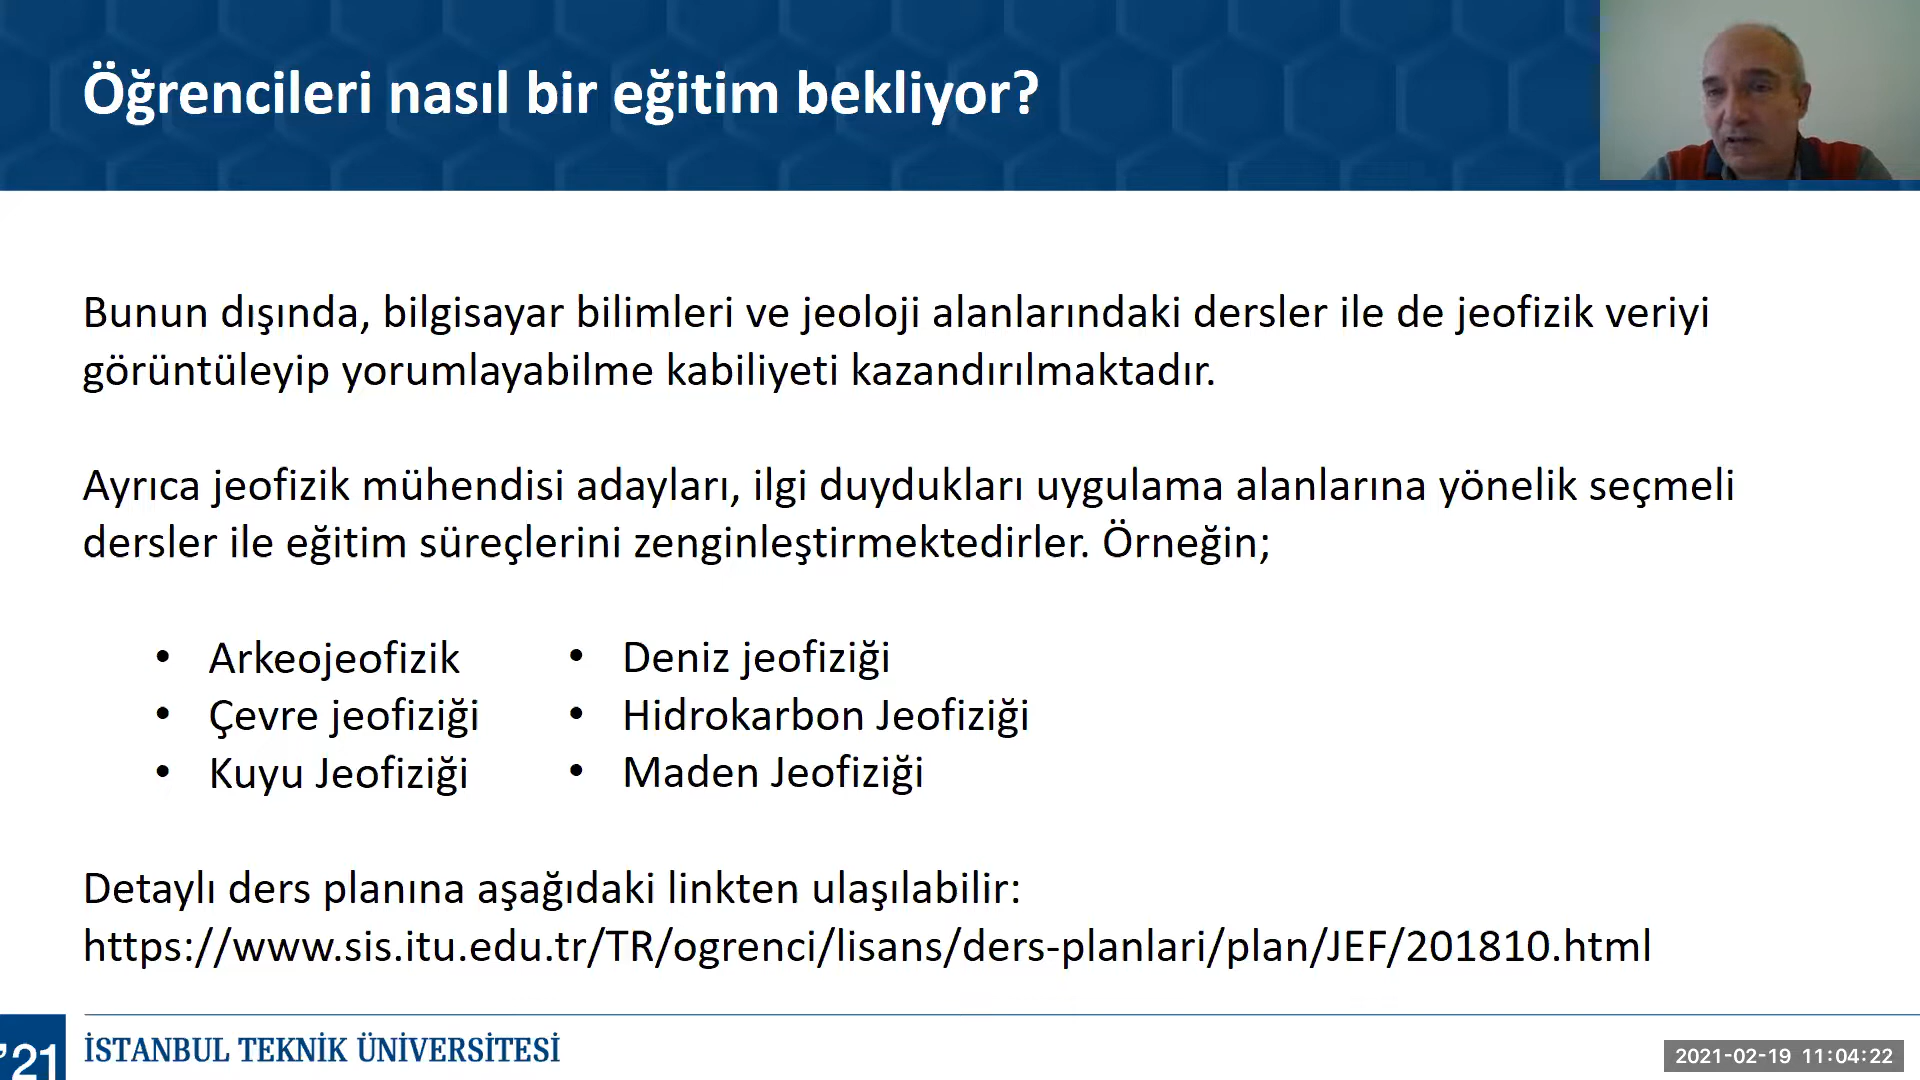 Öğrencileri nasıl bir eğitim bekliyor?
Bunun dışında, bilgisayar bilimleri ve jeoloji alanlarındaki dersler ile de jeofizik veriyi
görüntüleyip yorumlayabilme kabiliyeti kazandırılmaktadır.
Ayrıca jeofizik mühendisi adayları, ilgi duydukları uygulama alanlarına yönelik seçmeli
dersler ile eğitim süreçlerini zenginleştirmektedirler. Örneğin;
• Arkeojeofizik
• Çevre jeofiziği
• Kuyu Jeofiziği
• Deniz jeofiziği
• Hidrokarbon Jeofiziği
• Maden Jeofiziği
Detaylı ders planına aşağıdaki linkten ulaşılabilir:
https://www.sis.itu.edu.tr/TR/ogrenci/lisans/ders-planlari/plan/JEF/201810.html
'21
İSTANBUL TEKNİK ÜNİVERSİTESİ
2021-02-19 11:04:22